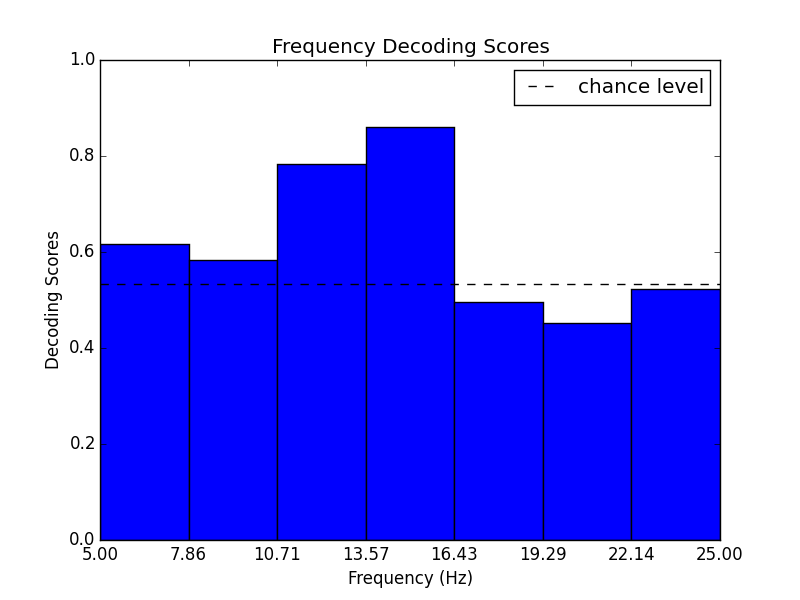 Frequency Decoding Scores
chance level
1.0
0.8
0.6
0.4
0.2
0.0
Decoding Scores
5.00 7.86 10.71 13.57 16.43 19.29 22.14 25.00
Frequency (Hz)